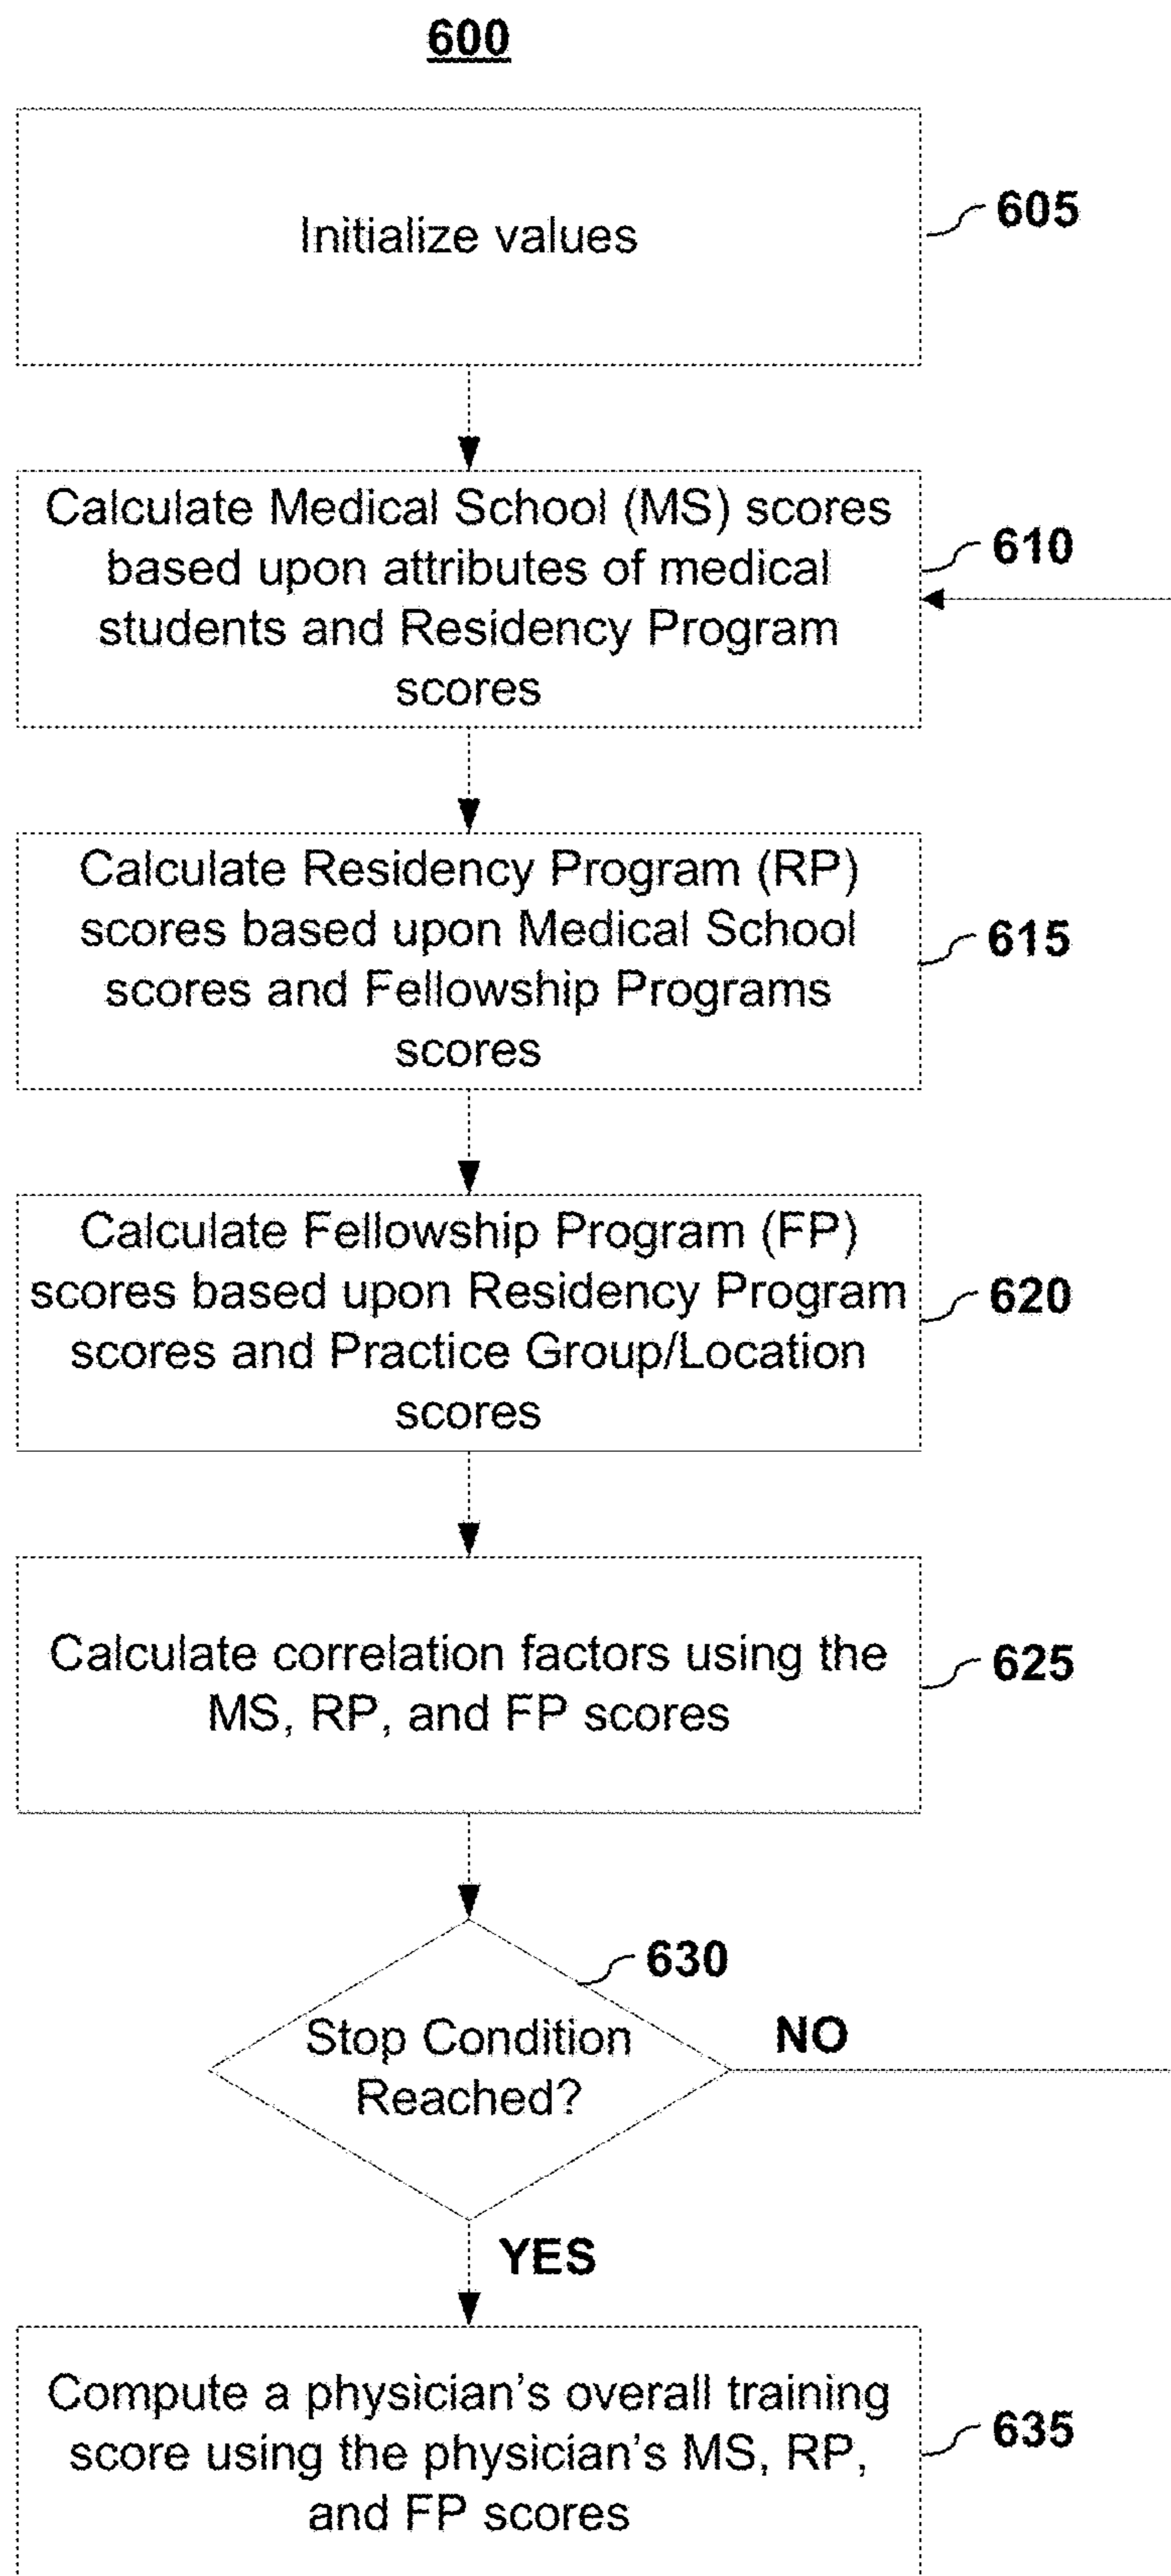 600
Initialize values
605
Calculate Medical School (MS) scores
based upon attributes of medical
students and Residency Program
scores
610
Calculate Residency Program (RP)
scores based upon Medical School
scores and Fellowship Programs
scores
615
Calculate Fellowship Program (FP)
scores based upon Residency Program
scores and Practice Group/Location
scores
620
Calculate correlation factors using the
MS, RP, and FP scores
625
630
Stop Condition
Reached?
NO
YES
Compute a physician's overall training
score using the physician's MS, RP,
and FP scores
635